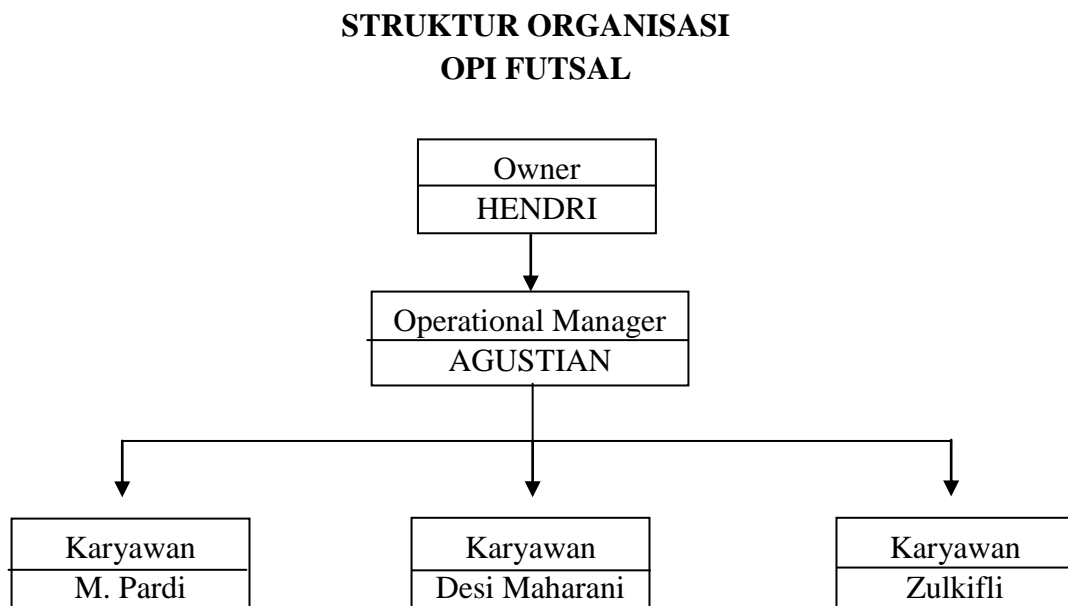 STRUKTUR ORGANISASI
OPI FUTSAL
Owner
HENDRI
Operational Manager
AGUSTIAN
Karyawan
M. Pardi
Karyawan
Desi Maharani
Karyawan
Zulkifli